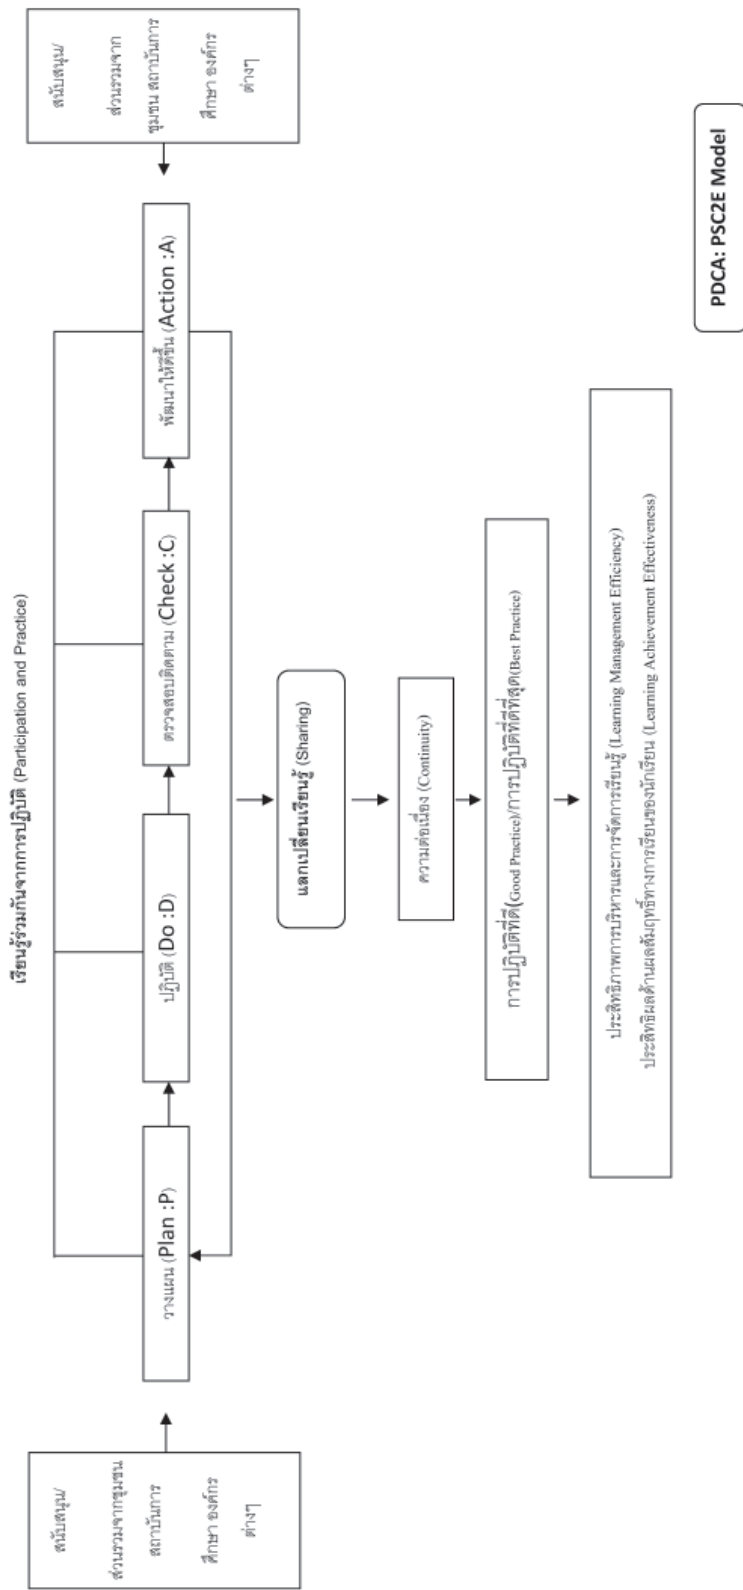 เรียนรู้ร่วมกันจากการปฏิบัติ (Participation and Practice)
สนับสนุน/
ส่วนรวมจากชุมชน
สถาบันการ
ศึกษา องค์กร
ต่างๆ
วางแผน (Plan :P)
ปฏิบัติ (Do :D)
ตรวจสอบติดตาม (Check :C)
พัฒนาให้ดีขึ้น (Action :A)
สนับสนุน/
ส่วนรวมจาก
ชุมชน สถาบันการ
ศึกษา องค์กร
ต่างๆ
แลกเปลี่ยนเรียนรู้ (Sharing)
ความต่อเนื่อง (Continuity)
การปฏิบัติที่ดี(Good Practice)/การปฏิบัติที่ดีที่สุด(Best Practice)
ประสิทธิภาพการบริหารและการจัดการเรียนรู้ (Learning Management Efficiency)
ประสิทธิผลด้านผลสัมฤทธิ์ทางการเรียนของนักเรียน (Learning Achievement Effectiveness)
PDCA: PSC2E Model